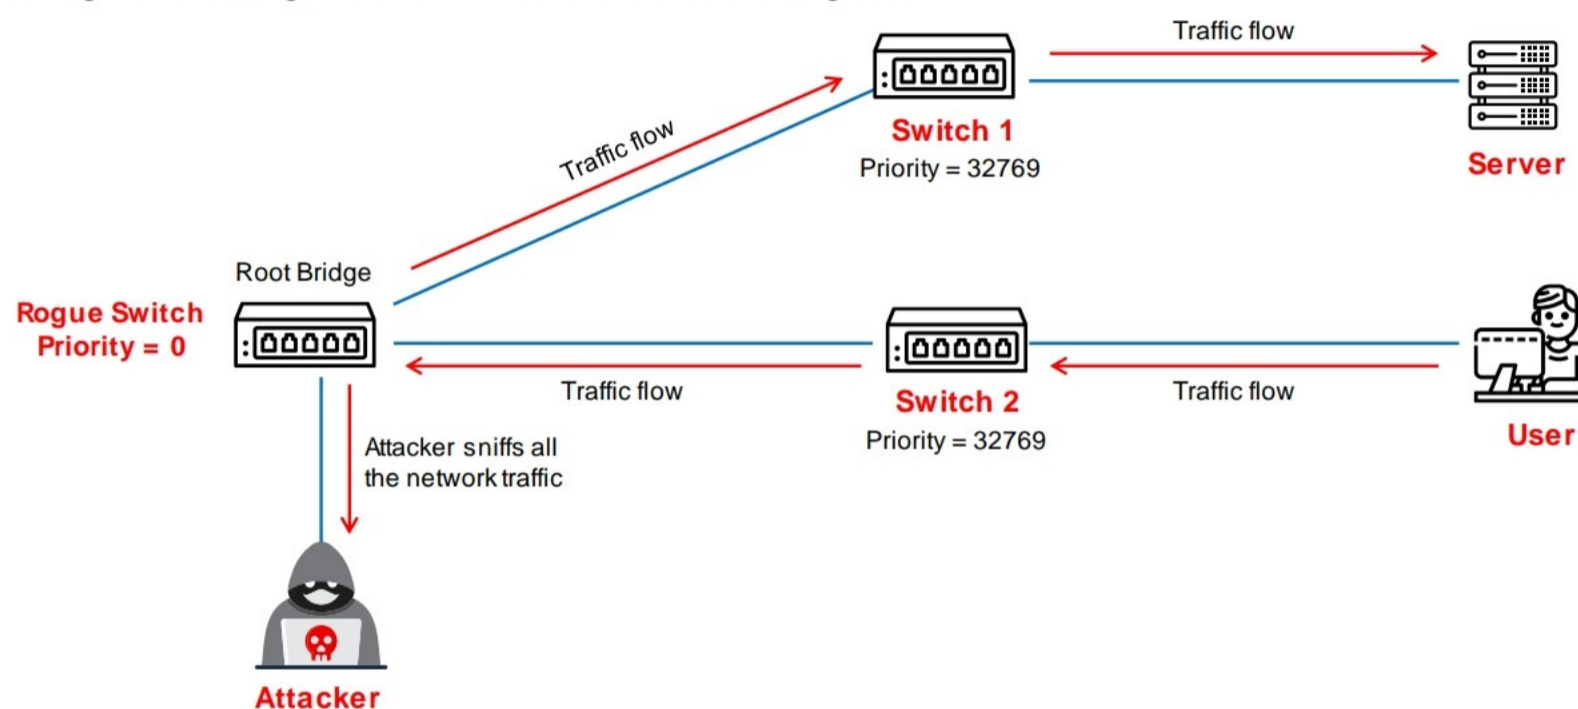 Traffic flow
Switch 1
Priority = 32769
Server
Traffic flow
Root Bridge
Rogue Switch
Priority = 0
Traffic flow
Switch 2
Priority = 32769
Traffic flow
User
Attacker sniffs all
the network traffic
Attacker